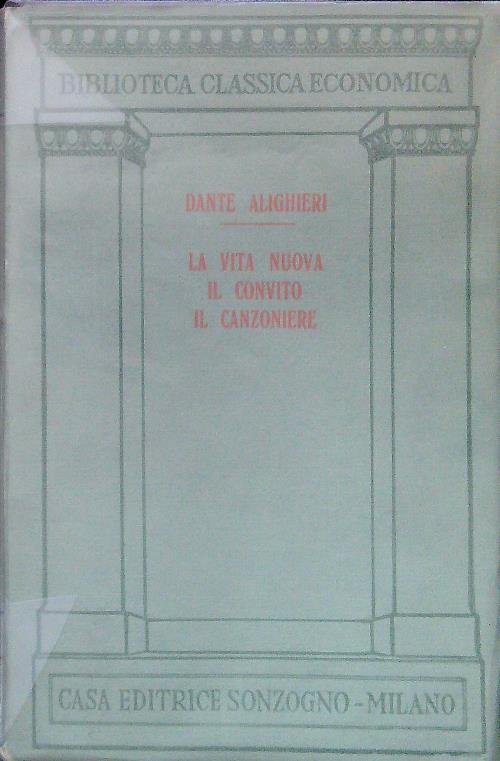 BIBLIOTECA CLASSICA ECONOMICA
DANTE ALIGHIERI
LA VITA NUOVA
IL CONVITO
IL CANZONIERE
CASA EDITRICE SONZOGNO-MILANO